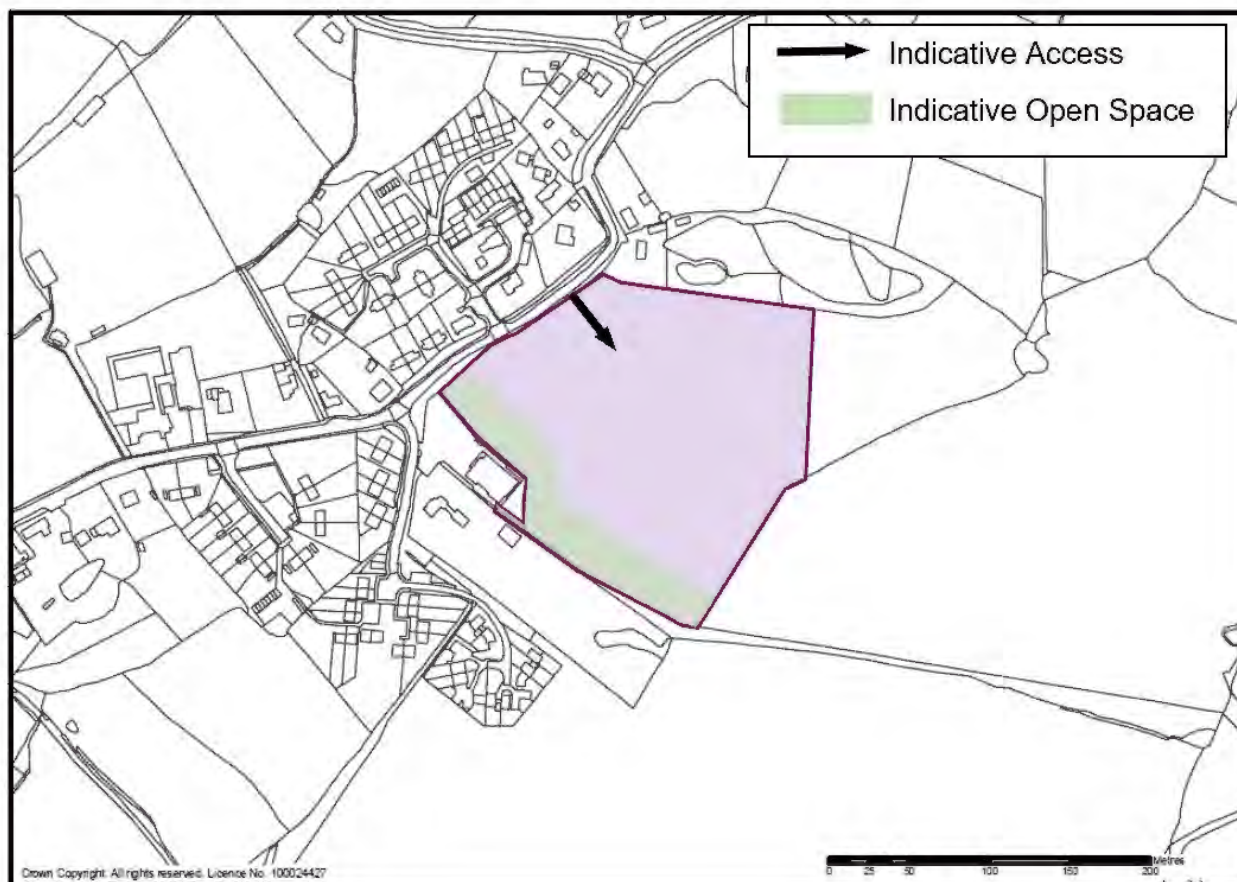 Indicative Access
Indicative Open Space
Crown Copyright. All rights reserved. Licence No. 100024427
Metres
0 25 50 100 150 200